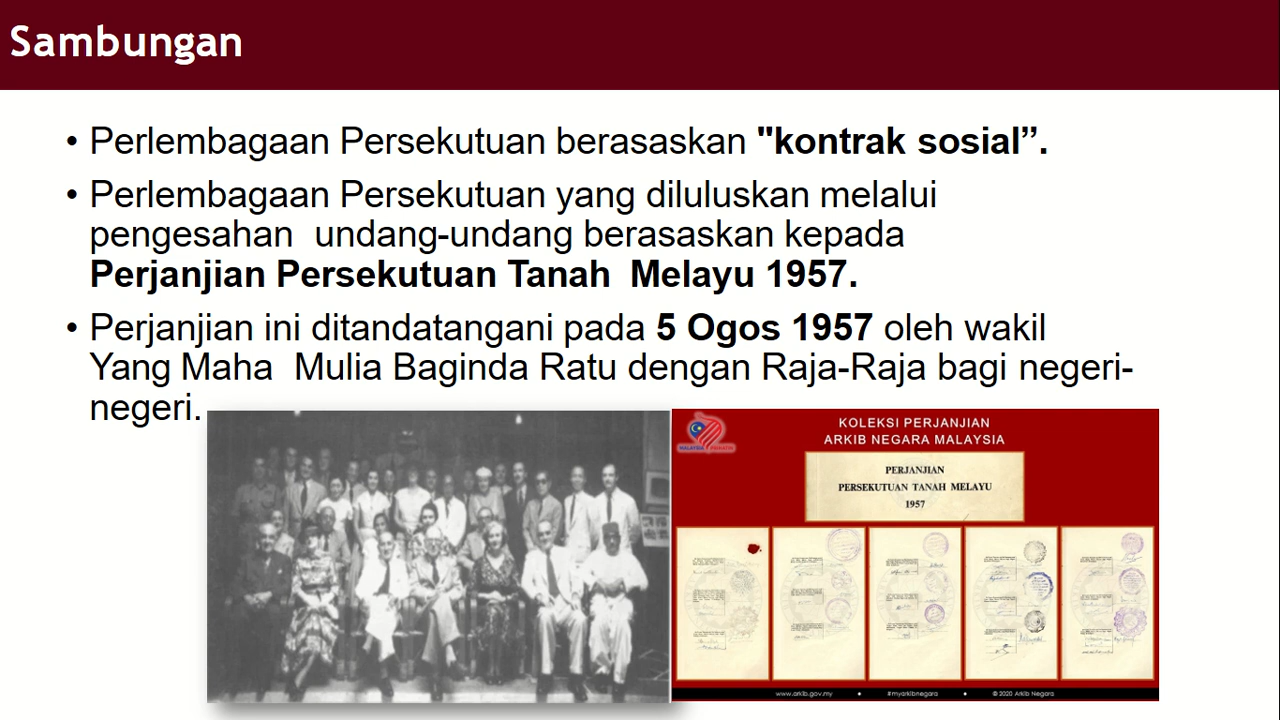 Sambungan
• Perlembagaan Persekutuan berasaskan "kontrak sosial”.
• Perlembagaan Persekutuan yang diluluskan melalui
pengesahan undang-undang berasaskan kepada
Perjanjian Persekutuan Tanah Melayu 1957.
• Perjanjian ini ditandatangani pada 5 Ogos 1957 oleh wakil
Yang Maha Mulia Baginda Ratu dengan Raja-Raja bagi negeri-
negeri.
KOLEKSI PERJANJIAN
ARKIB NEGARA MALAYSIA
PERJANJIAN
PERSEKUTUAN TANAH MELAYU
1957
www.arkib.gov.my • #myarkibnegara • © 2020 Arkib Negara